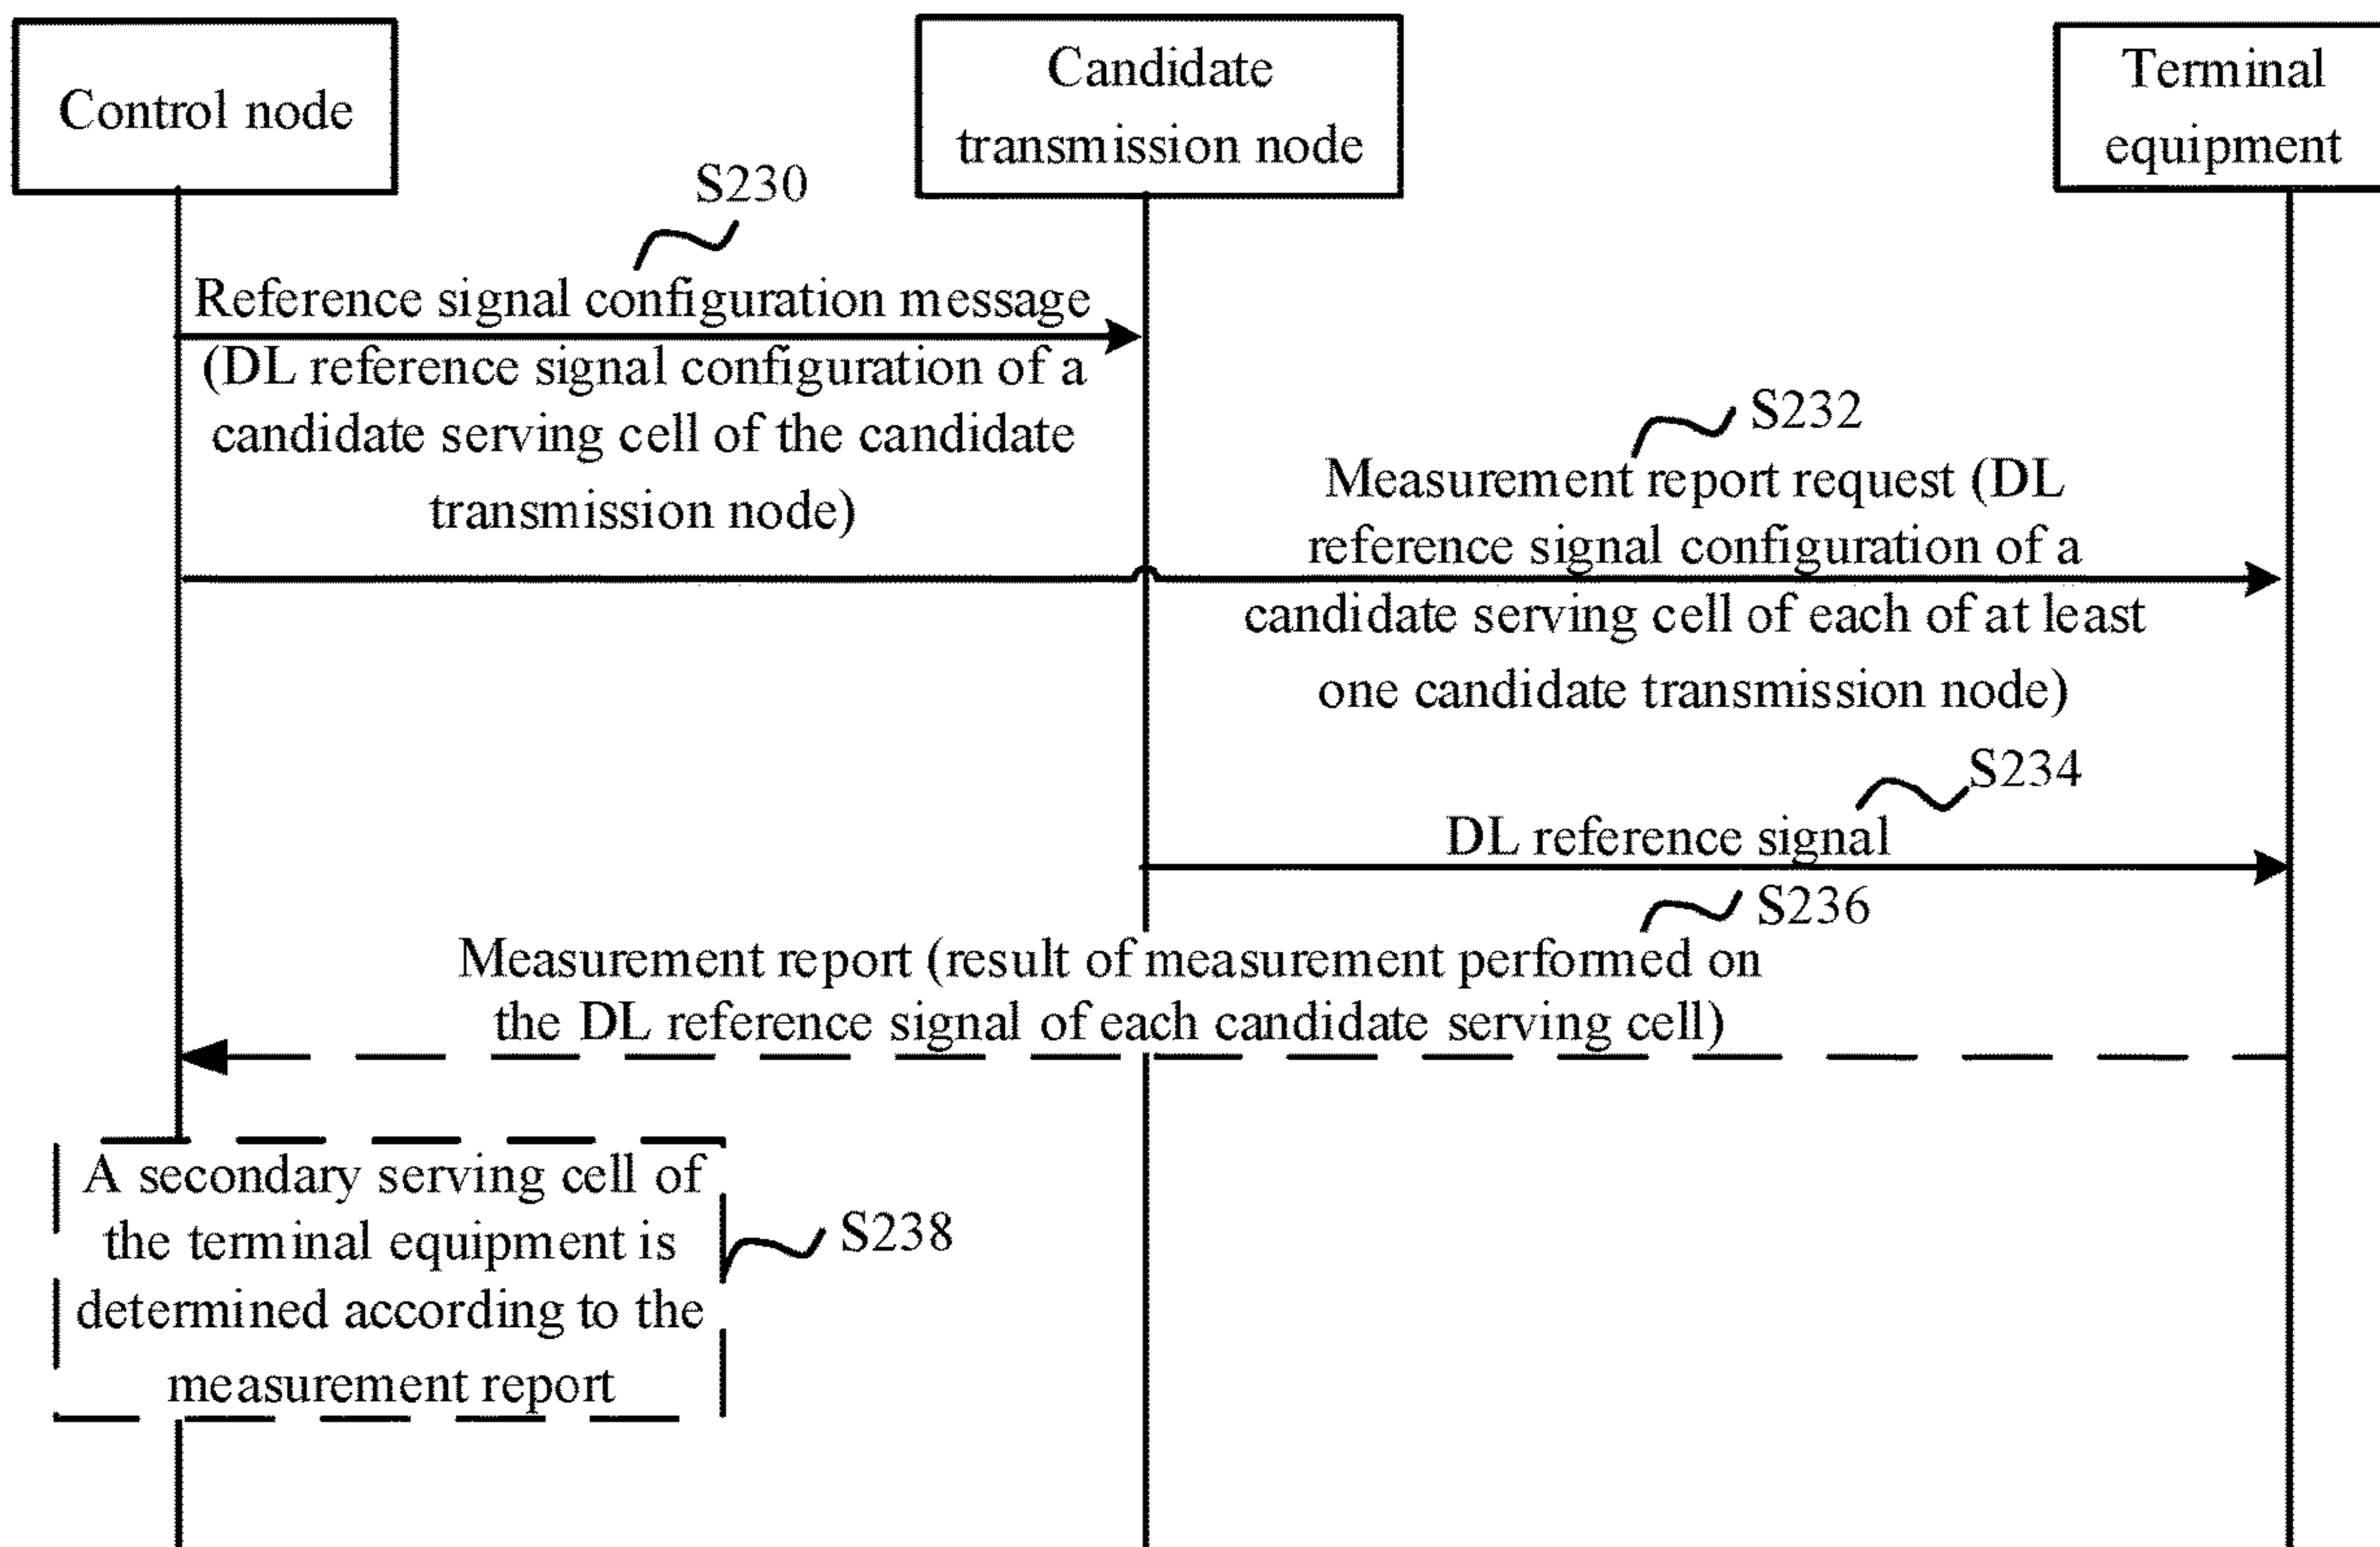 Control node
Candidate
transmission node
Terminal
equipment
S230
Reference signal configuration message
(DL reference signal configuration of a
candidate serving cell of the candidate
transmission node)
S232
Measurement report request (DL
reference signal configuration of a
candidate serving cell of each of at least
one candidate transmission node)
S234
DL reference signal
S236
Measurement report (result of measurement performed on
the DL reference signal of each candidate serving cell)
A secondary serving cell of
the terminal equipment is
determined according to the
measurement report
S238